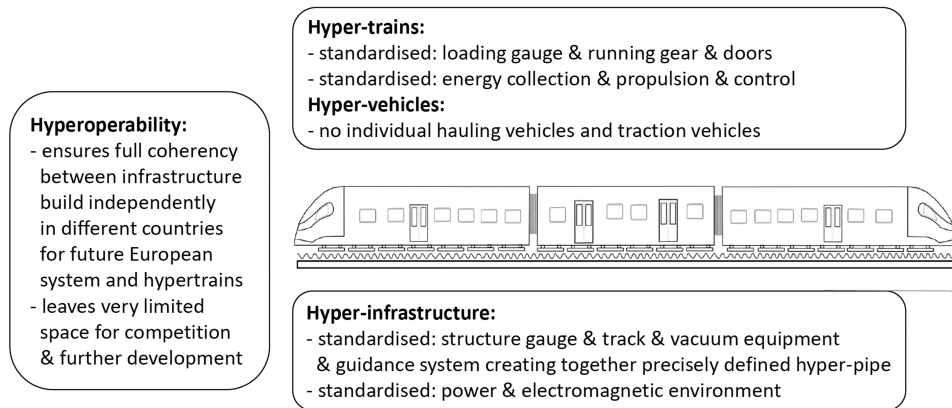 Hyper-trains:
- standardised: loading gauge & running gear & doors
- standardised: energy collection & propulsion & control
Hyper-vehicles:
- no individual hauling vehicles and traction vehicles
Hyperoperability:
- ensures full coherency
between infrastructure
build independently
in different countries
for future European
system and hypertrains
- leaves very limited
space for competition
& further development
Hyper-infrastructure:
- standardised: structure gauge & track & vacuum equipment
& guidance system creating together precisely defined hyper-pipe
- standardised: power & electromagnetic environment